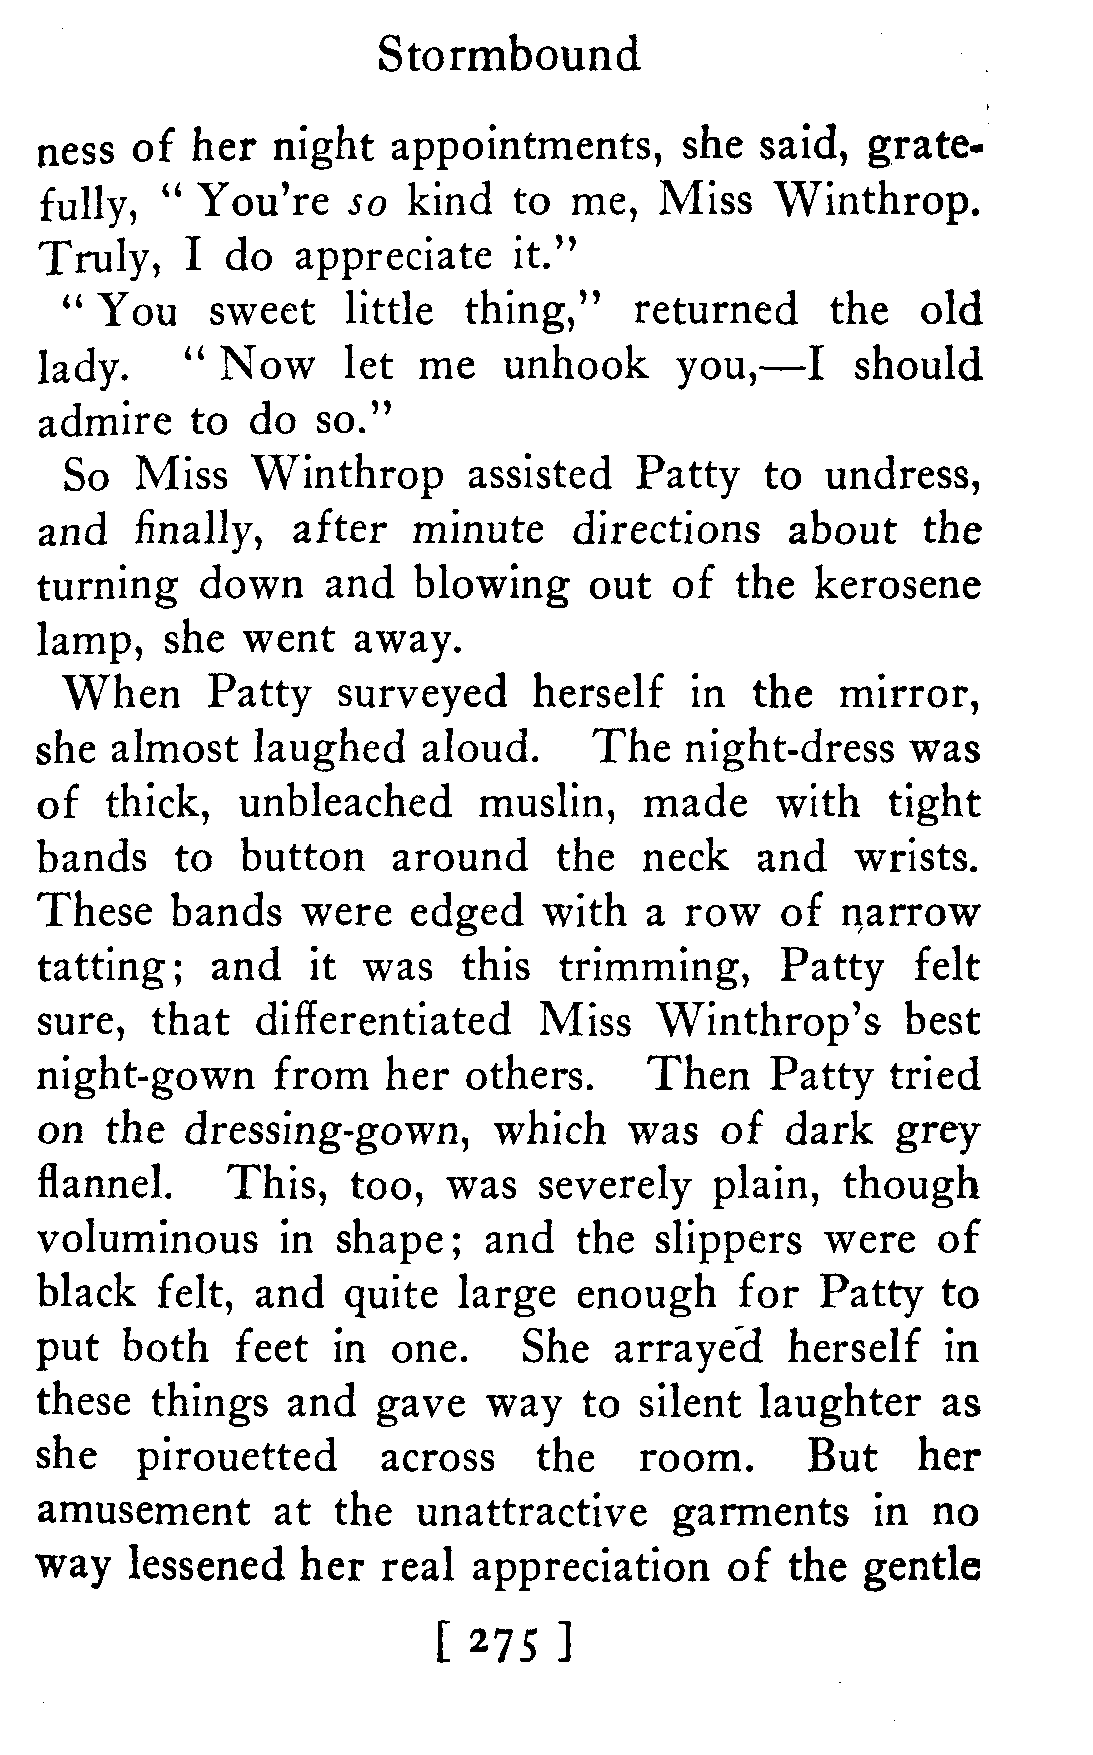 Stormbound
ness of her night appointments, she said, grate-
fully, " You're so kind to me, Miss Winthrop.
Truly, I do appreciate it."
" You sweet little thing," returned the old
lady. " Now let me unhook you,—I should
admire to do so."
So Miss Winthrop assisted Patty to undress,
and finally, after minute directions about the
turning down and blowing out of the kerosene
lamp, she went away.
When Patty surveyed herself in the mirror,
she almost laughed aloud. The night-dress was
of thick, unbleached muslin, made with tight
bands to button around the neck and wrists.
These bands were edged with a row of narrow
tatting; and it was this trimming, Patty felt
sure, that differentiated Miss Winthrop's best
night-gown from her others. Then Patty tried
on the dressing-gown, which was of dark grey
flannel. This, too, was severely plain, though
voluminous in shape; and the slippers were of
black felt, and quite large enough for Patty to
put both feet in one. She arrayed herself in
these things and gave way to silent laughter as
she pirouetted across the room. But her
amusement at the unattractive garments in no
way lessened her real appreciation of the gentle
[ 275 ]